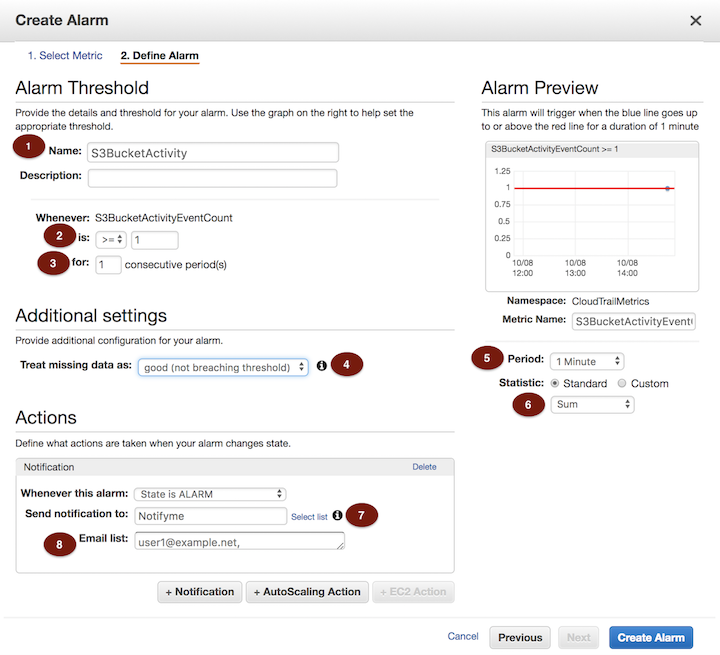 Create Alarm
1. Select Metric 2. Define Alarm
Alarm Threshold
Provide the details and threshold for your alarm. Use the graph on the right to help set the
appropriate threshold.
1 Name: S3BucketActivity
Description:
Whenever: S3BucketActivityEventCount
2 is: >= 1
3 for: 1 consecutive period(s)
Additional settings
Provide additional configuration for your alarm.
Treat missing data as: good (not breaching threshold) 4
Actions
Define what actions are taken when your alarm changes state.
Notification Delete
Whenever this alarm: State is ALARM
Send notification to: Notifyme Select list 7
8 Email list: user1@example.net,
+ Notification + AutoScaling Action + EC2 Action
Alarm Preview
This alarm will trigger when the blue line goes up
to or above the red line for a duration of 1 minute
S3BucketActivityEventCount >= 1
1.25
1
0.75
0.5
0.25
0
10/08 10/08 10/08
12:00 13:00 14:00
Namespace: CloudTrailMetrics
Metric Name: S3BucketActivityEvent
5 Period: 1 Minute
Statistic: Standard Custom
6 Sum
Cancel Previous Next Create Alarm